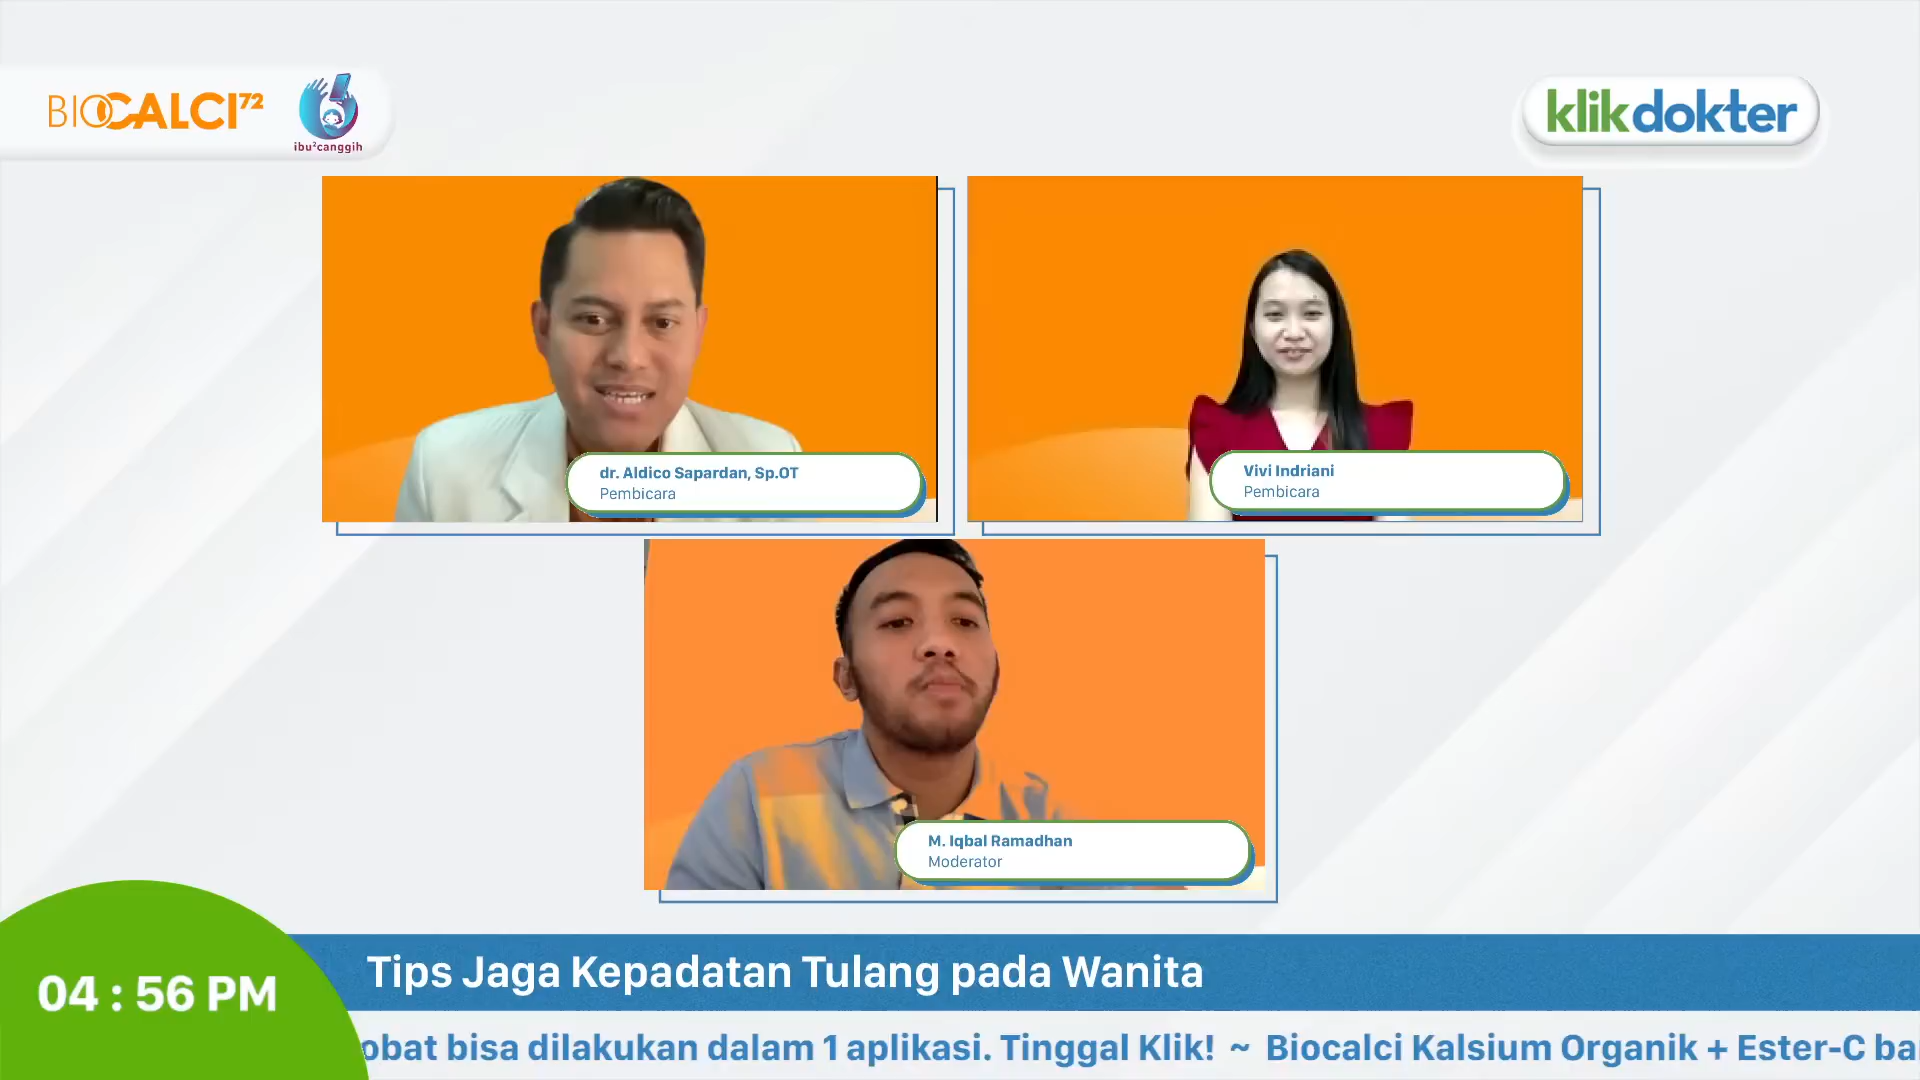 BIOCALCI72
ibu²canggih
klikdokter
dr. Aldico Sapardan, Sp.OT
Pembicara
Vivi Indriani
Pembicara
M. Iqbal Ramadhan
Moderator
Tips Jaga Kepadatan Tulang pada Wanita
04 : 56 PM
obat bisa dilakukan dalam 1 aplikasi. Tinggal Klik! ~ Biocalci Kalsium Organik + Ester-C